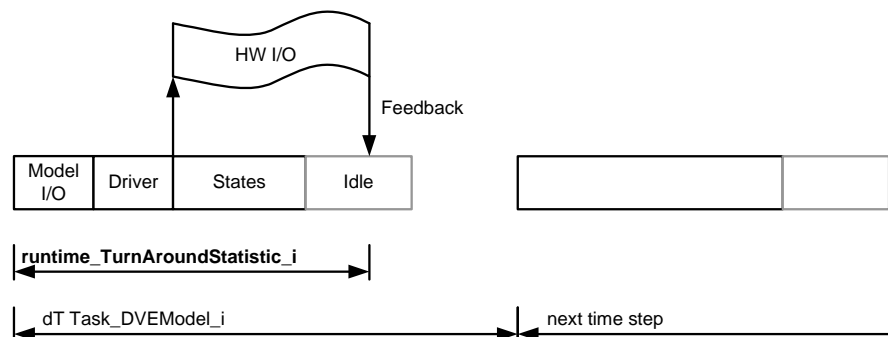 HW I/O
Feedback
Model
I/O
Driver
States
Idle
runtime_TurnAroundStatistic_i
dT Task_DVEModel_i
next time step